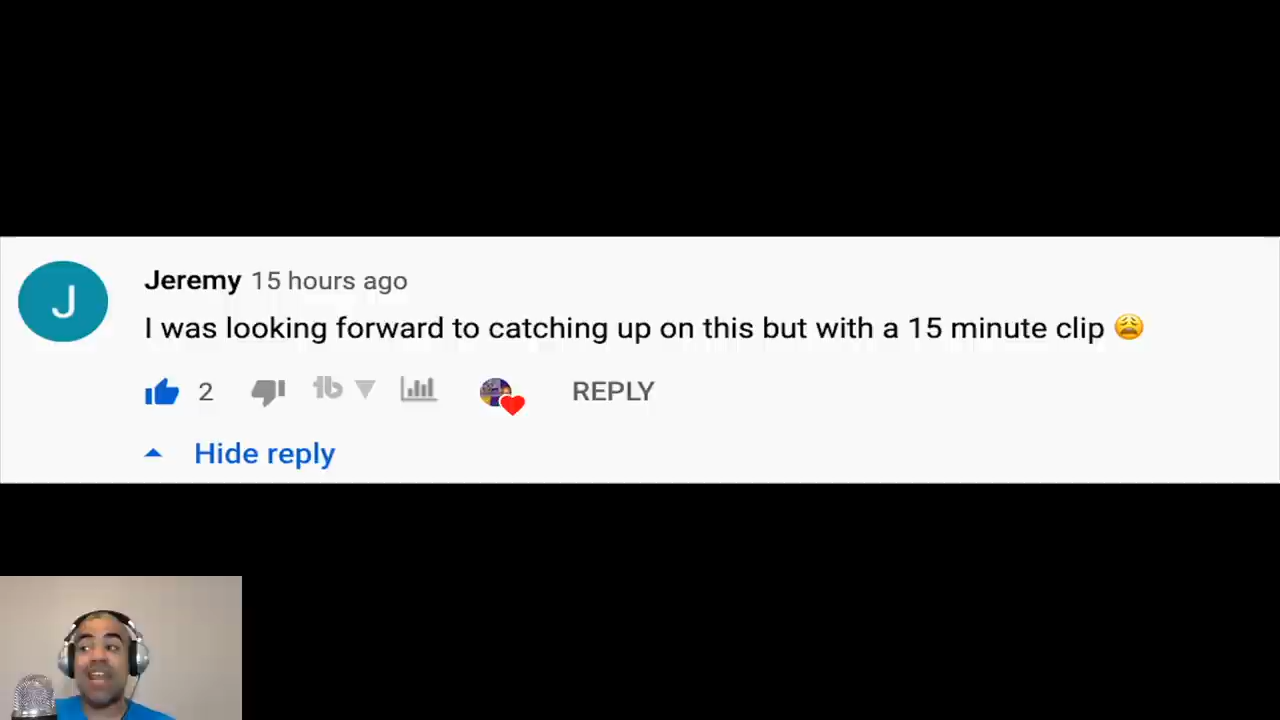 J
Jeremy 15 hours ago
I was looking forward to catching up on this but with a 15 minute clip 😩
2
REPLY
Hide reply